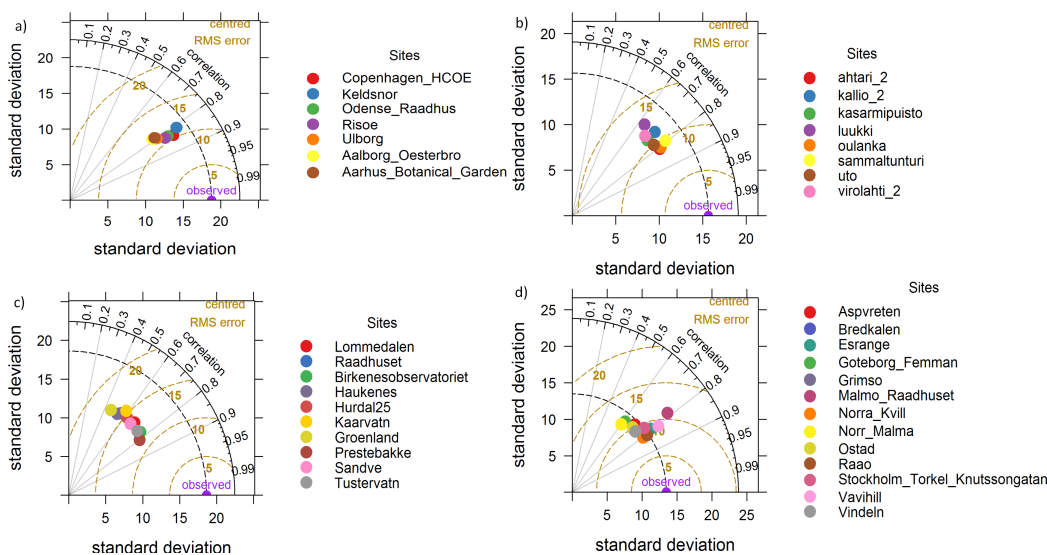 a)
centred
RMS error
0.1
0.2
0.3
0.4
0.5
0.6
0.7
0.8
0.9
0.95
0.99
correlation
20
15
10
5
observed
standard deviation
20
15
10
5
5
10
15
20
standard deviation
Sites
Copenhagen_HCOE
Keldsnor
Odense_Raadhus
Risoe
Ulborg
Aalborg_Oesterbro
Aarhus_Botanical_Garden
b)
centred
RMS error
0.1
0.2
0.3
0.4
0.5
0.6
0.7
0.8
0.9
0.95
0.99
correlation
15
10
5
observed
standard deviation
20
15
10
5
5
10
15
20
standard deviation
Sites
ahtari_2
kallio_2
kasarmipuisto
luukki
oulanka
sammaltunturi
uto
virolahti_2
c)
centred
RMS error
0.1
0.2
0.3
0.4
0.5
0.6
0.7
0.8
0.9
0.99
correlation
20
15
10
5
observed
standard deviation
20
15
10
5
5
10
15
20
25
standard deviation
Sites
Lommedalen
Raadhuset
Birkenesobservatoriet
Haukenes
Hurdal25
Kaarvatn
Groenland
Prestebakke
Sandve
Tustervatn
d)
centred
RMS error
0.1
0.2
0.3
0.4
0.5
0.6
0.7
0.8
0.9
0.99
correlation
20
15
10
5
observed
standard deviation
25
20
15
10
5
5
10
15
20
25
standard deviation
Sites
Aspvreten
Bredkalen
Esrange
Goteborg_Femman
Grimso
Malmo_Raadhuset
Norra_Kvill
Norr_Malma
Ostad
Raao
Stockholm_Torkel_Knutssongatan
Vavihill
Vindeln